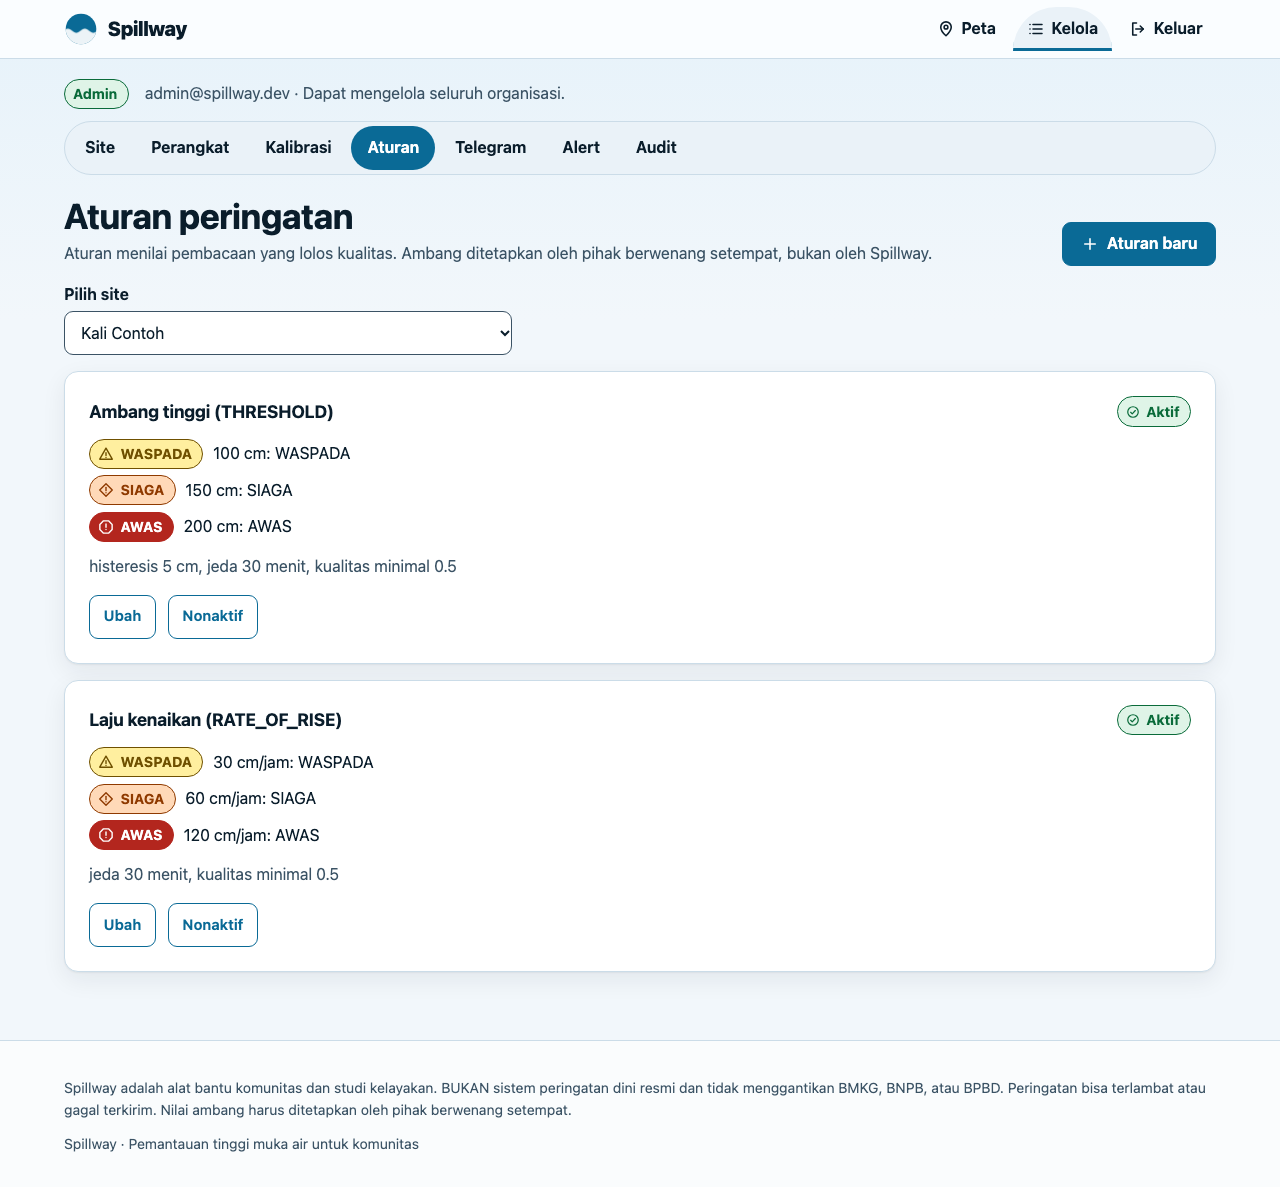 Spillway
Peta
Kelola
Keluar
Admin
admin@spillway.dev · Dapat mengelola seluruh organisasi.
Site
Perangkat
Kalibrasi
Aturan
Telegram
Alert
Audit
Aturan peringatan
Aturan menilai pembacaan yang lolos kualitas. Ambang ditetapkan oleh pihak berwenang setempat, bukan oleh Spillway.
Aturan baru
Pilih site
Kali Contoh
Ambang tinggi (THRESHOLD)
Aktif
WASPADA 100 cm: WASPADA
SIAGA 150 cm: SIAGA
AWAS 200 cm: AWAS
histeresis 5 cm, jeda 30 menit, kualitas minimal 0.5
Ubah
Nonaktif
Laju kenaikan (RATE_OF_RISE)
Aktif
WASPADA 30 cm/jam: WASPADA
SIAGA 60 cm/jam: SIAGA
AWAS 120 cm/jam: AWAS
jeda 30 menit, kualitas minimal 0.5
Ubah
Nonaktif
Spillway adalah alat bantu komunitas dan studi kelayakan. BUKAN sistem peringatan dini resmi dan tidak menggantikan BMKG, BNPB, atau BPBD. Peringatan bisa terlambat atau
gagal terkirim. Nilai ambang harus ditetapkan oleh pihak berwenang setempat.
Spillway · Pemantauan tinggi muka air untuk komunitas